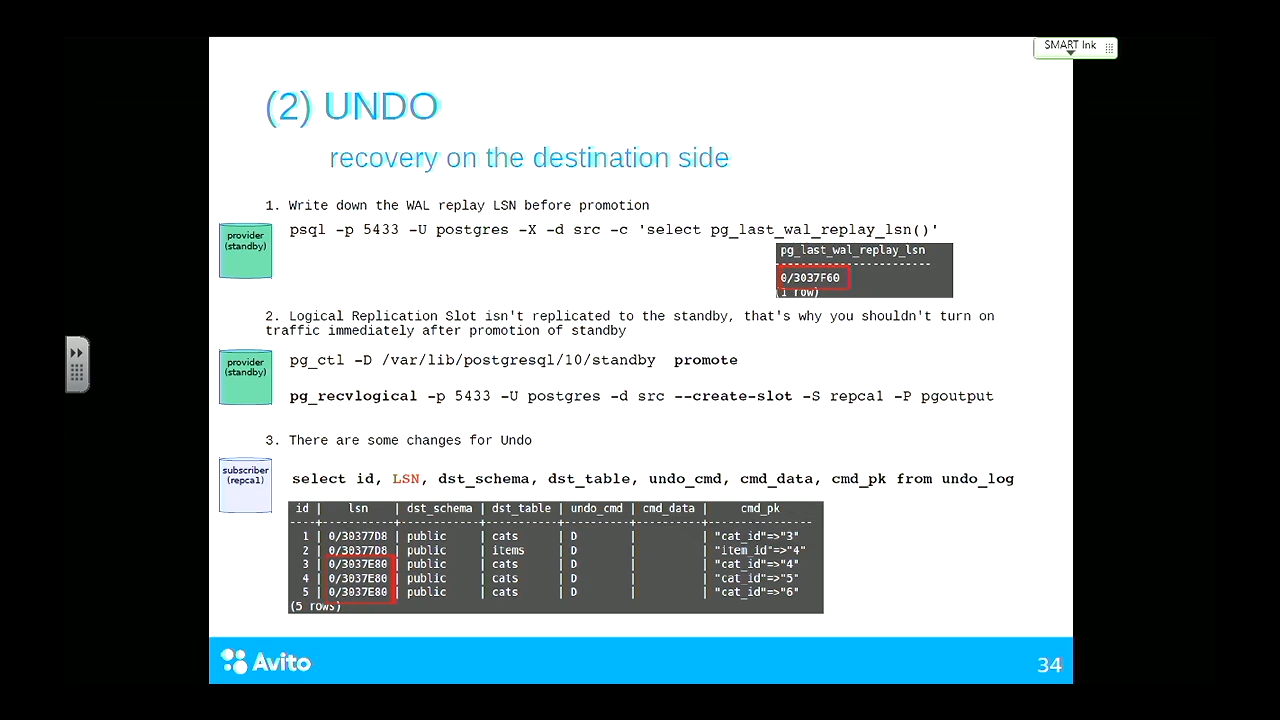 SMART Ink
(2) UNDO
recovery on the destination side
1. Write down the WAL replay LSN before promotion
provider
(standby)
psql -p 5433 -U postgres -X -d src -c 'select pg_last_wal_replay_lsn()'
pg_last_wal_replay_lsn
------------------------
0/3037F60
(1 row)
2. Logical Replication Slot isn't replicated to the standby, that's why you shouldn't turn on
traffic immediately after promotion of standby
provider
(standby)
pg_ctl -D /var/lib/postgresql/10/standby promote
pg_recvlogical -p 5433 -U postgres -d src --create-slot -S repca1 -P pgoutput
3. There are some changes for Undo
subscriber
(repca1)
select id, LSN, dst_schema, dst_table, undo_cmd, cmd_data, cmd_pk from undo_log
id | lsn | dst_schema | dst_table | undo_cmd | cmd_data | cmd_pk
----+-----------+------------+-----------+----------+----------+---------------
1 | 0/30377D8 | public | cats | D | | "cat_id"=>"3"
2 | 0/30377D8 | public | items | D | | "item_id"=>"4"
3 | 0/3037E80 | public | cats | D | | "cat_id"=>"4"
4 | 0/3037E80 | public | cats | D | | "cat_id"=>"5"
5 | 0/3037E80 | public | cats | D | | "cat_id"=>"6"
(5 rows)
Avito
34